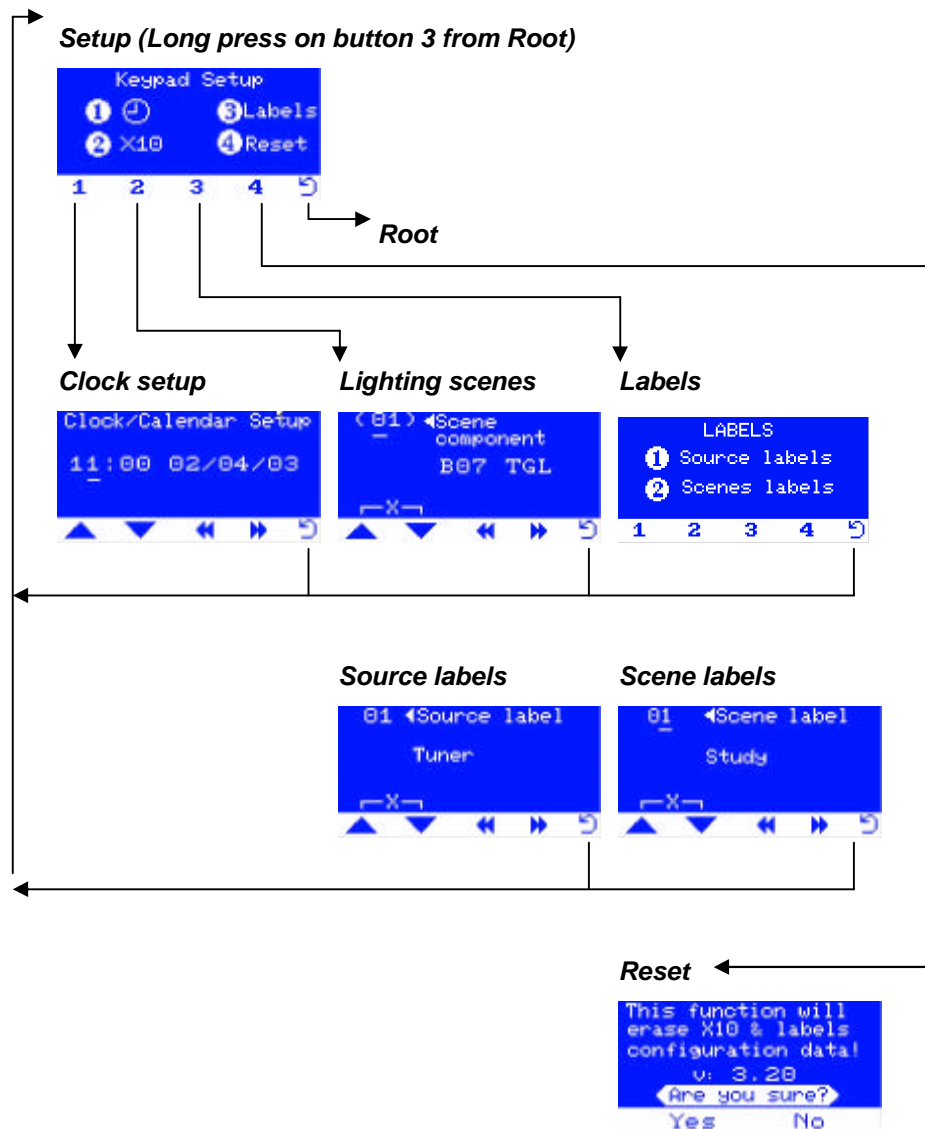 Setup (Long press on button 3 from Root)
Keypad Setup
1 3 Labels
2 X10 4 Reset
1 2 3 4
Root
Clock setup Lighting scenes Labels
Clock/Calendar Setup
11:00 02/04/03
(01) Scene
component
B07 TGL
X
LABELS
1 Source labels
2 Scenes labels
1 2 3 4
Source labels Scene labels
01 Source label
Tuner
X
01 Scene label
Study
X
Reset
This function will
erase X10 & labels
configuration data!
v: 3.20
Are you sure?
Yes No